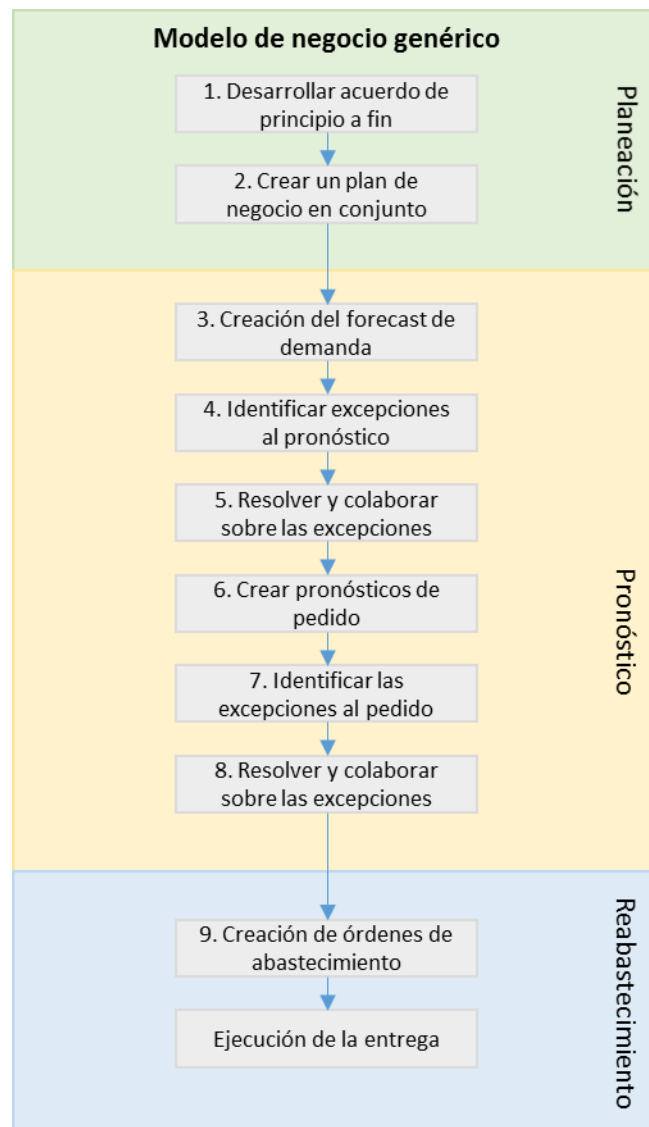 Modelo de negocio genérico
1. Desarrollar acuerdo de
principio a fin
2. Crear un plan de
negocio en conjunto
Planeación
3. Creación del forecast de
demanda
4. Identificar excepciones
al pronóstico
5. Resolver y colaborar
sobre las excepciones
6. Crear pronósticos de
pedido
7. Identificar las
excepciones al pedido
8. Resolver y colaborar
sobre las excepciones
Pronóstico
9. Creación de órdenes de
abastecimiento
Ejecución de la entrega
Reabastecimiento